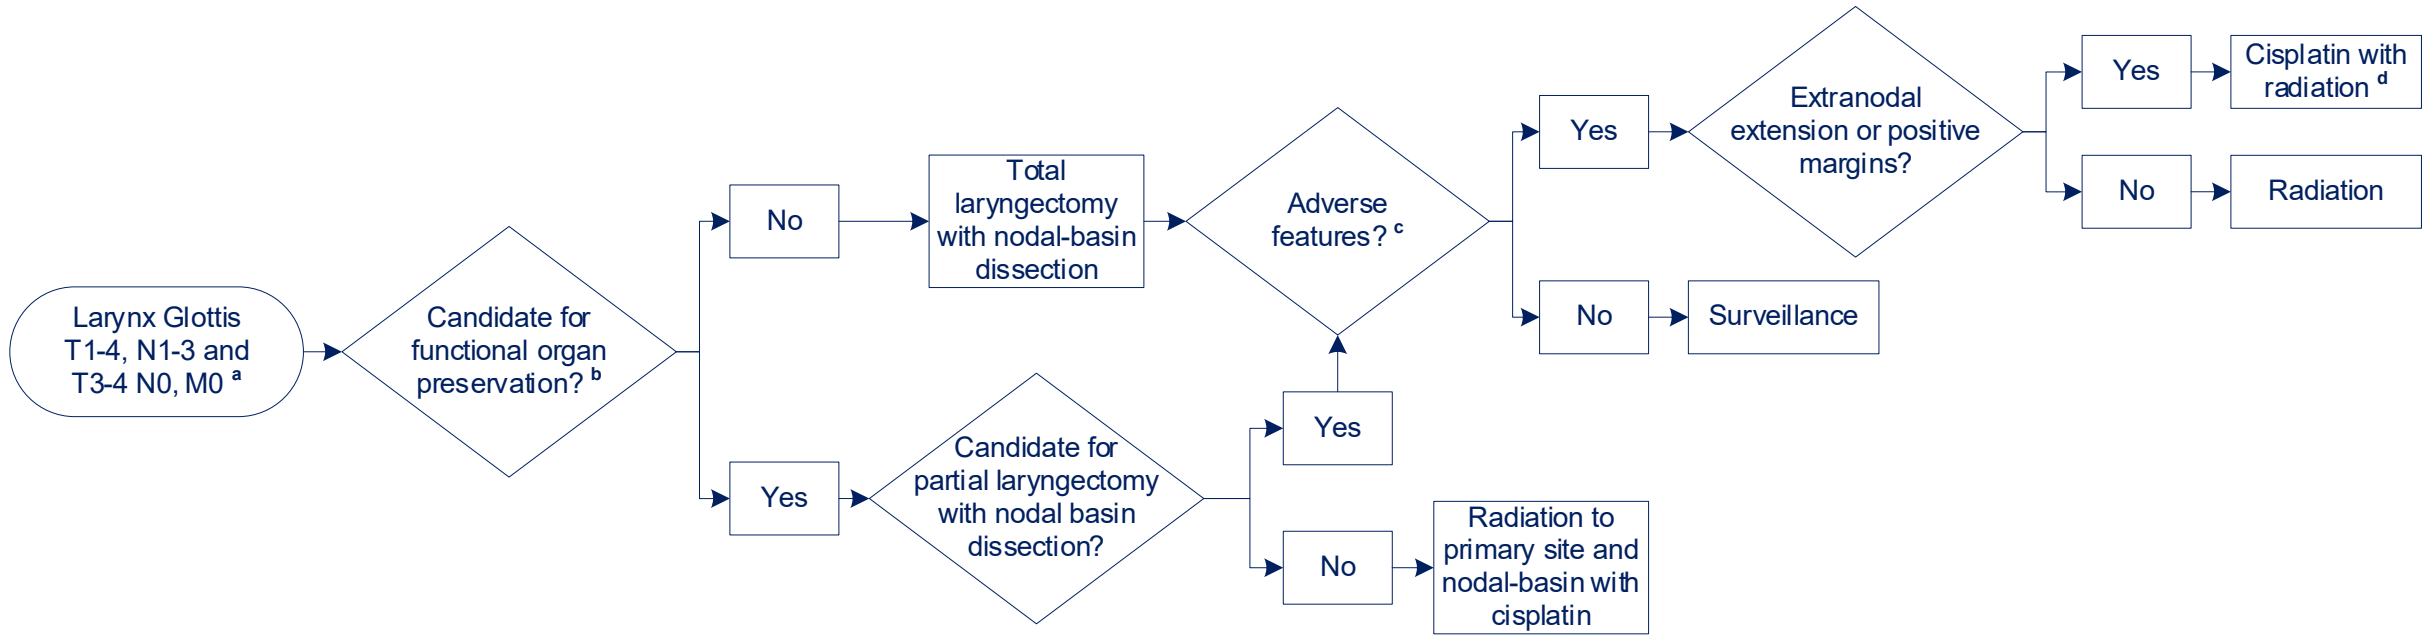 Larynx Glottis
T1-4, N1-3 and
T3-4 N0, M0 a
Candidate for
functional organ
preservation? b
No
Total
laryngectomy
with nodal-basin
dissection
Yes
Candidate for
partial laryngectomy
with nodal basin
dissection?
Yes
No
Radiation to
primary site and
nodal-basin with
cisplatin
Adverse
features? c
Yes
Extranodal
extension or positive
margins?
Yes
Cisplatin with
radiation d
No
Radiation
No
Surveillance